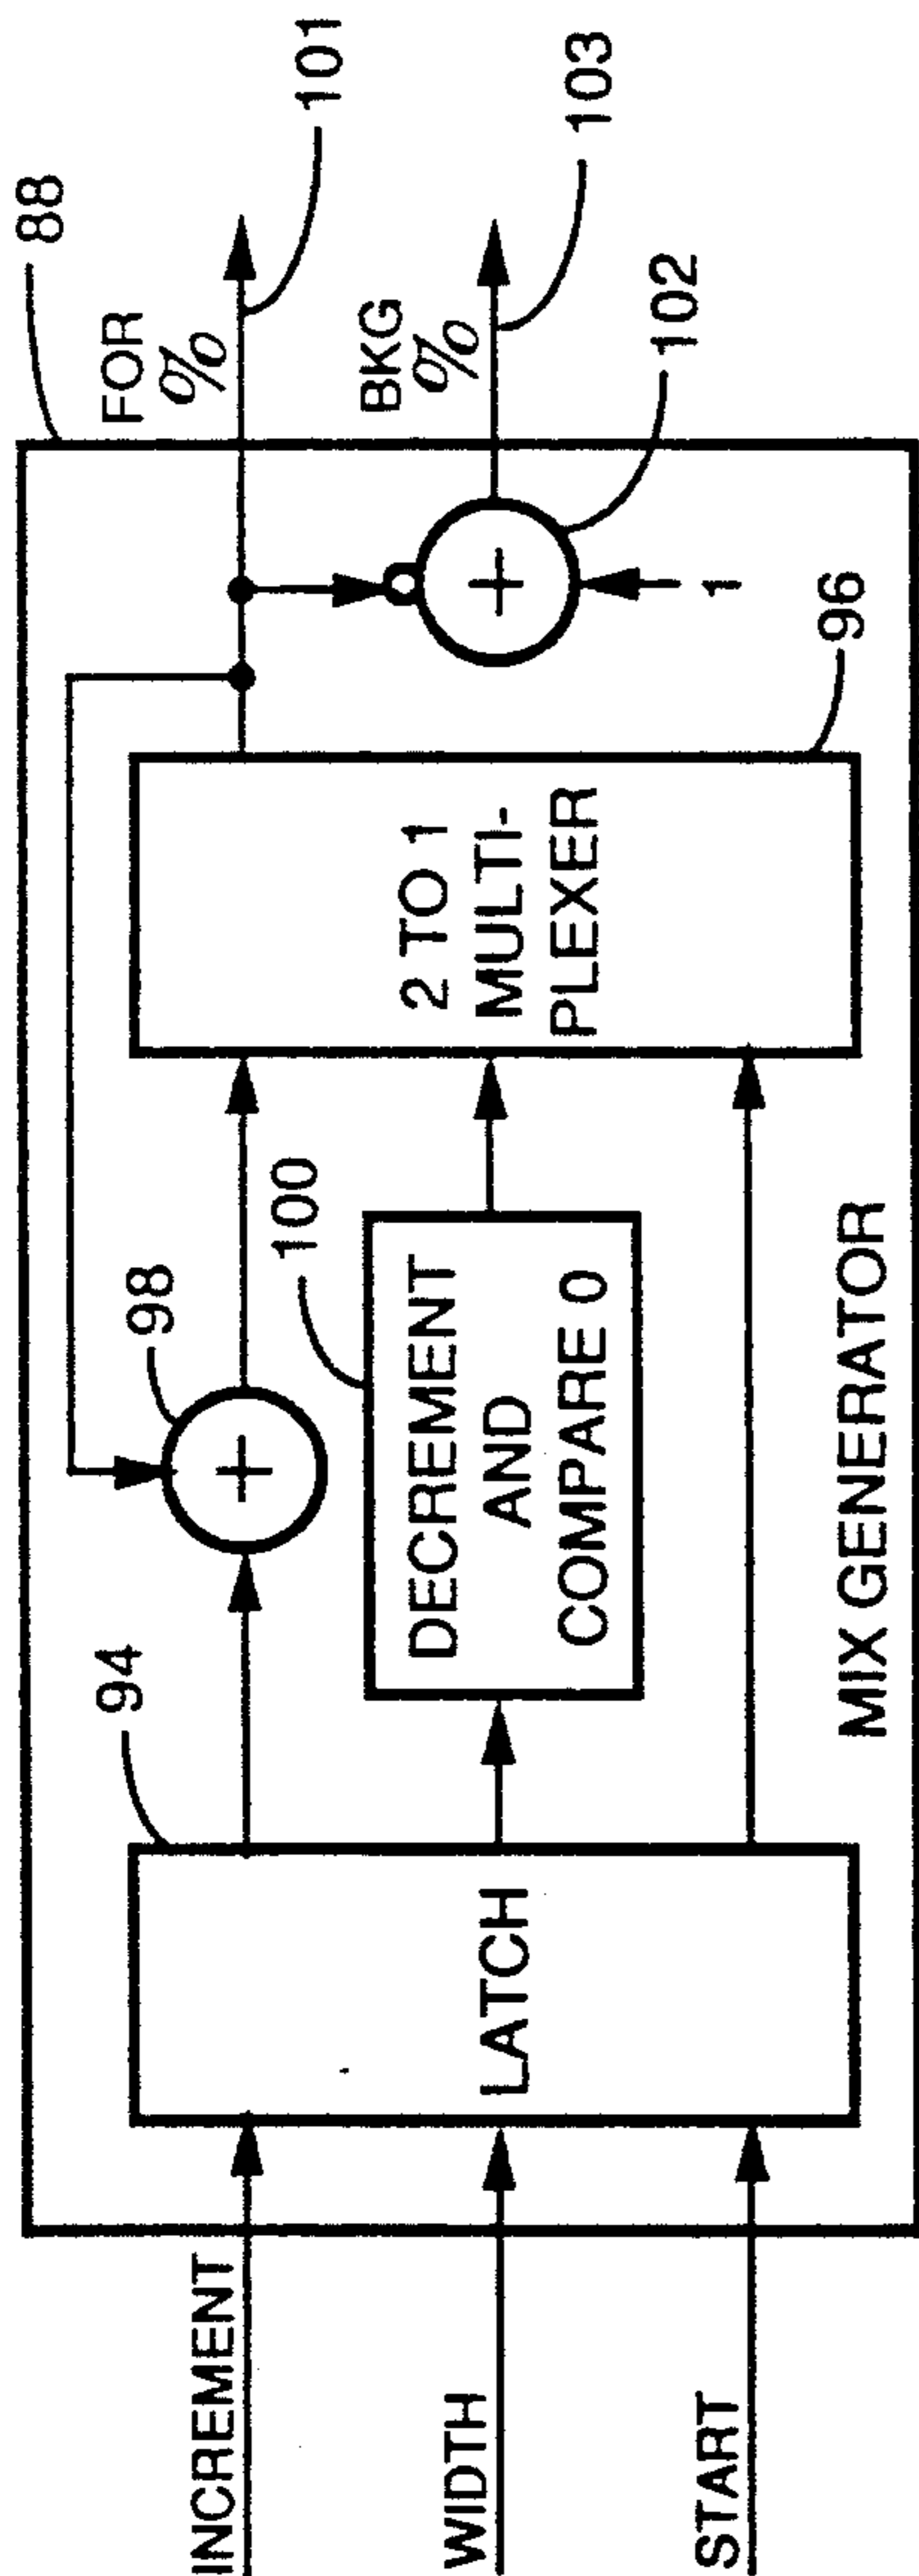 INCREMENT
WIDTH
START
94
LATCH
98
100
DECREMENT
AND
COMPARE 0
MIX GENERATOR
2 TO 1
MULTI-
PLEXER
96
88
FOR
%
101
BKG
%
103
102
1
+
+